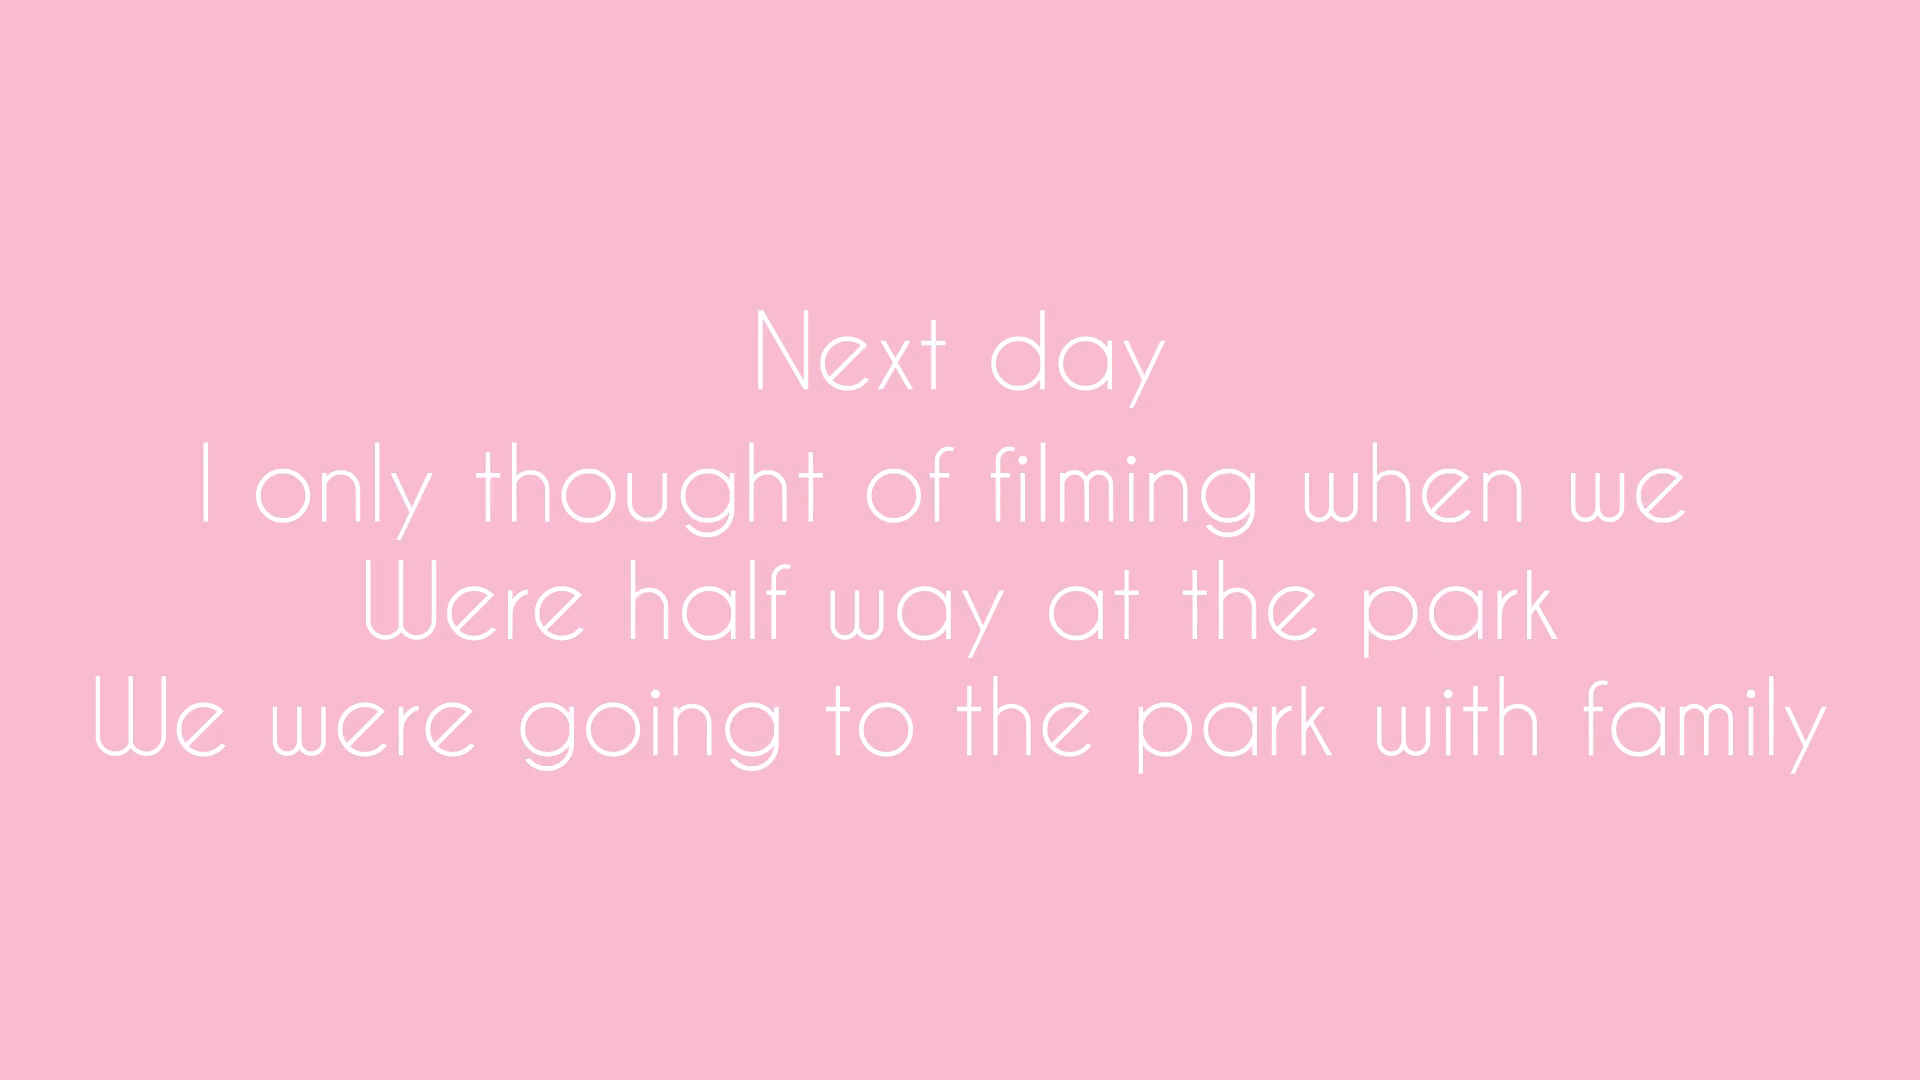 Next day
I only thought of filming when we
Were half way at the park
We were going to the park with family